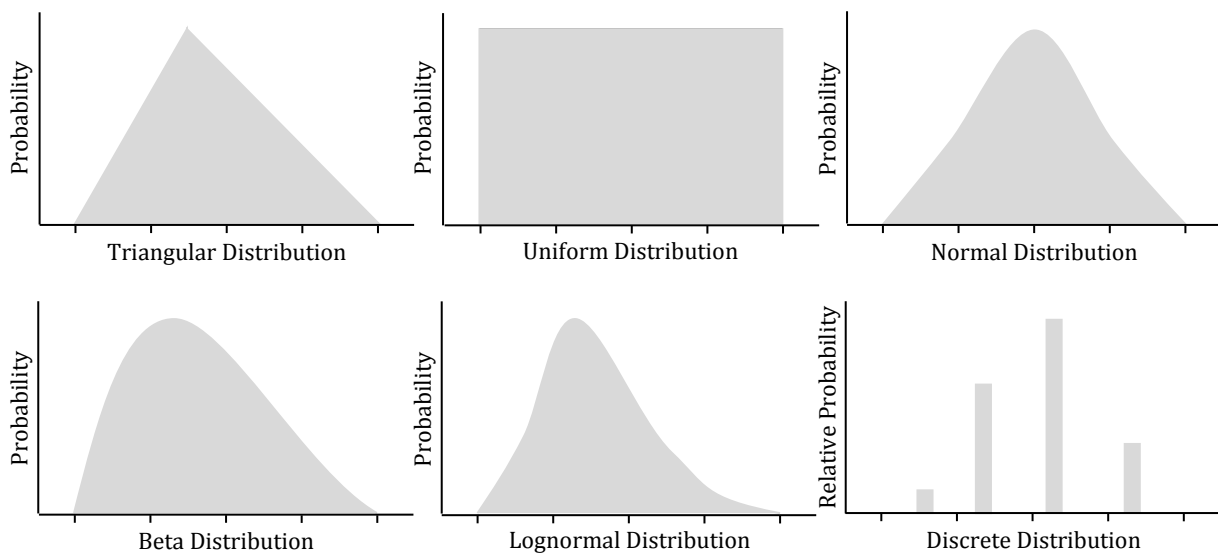 Probability
Triangular Distribution
Probability
Uniform Distribution
Probability
Normal Distribution
Probability
Beta Distribution
Probability
Lognormal Distribution
Relative Probability
Discrete Distribution